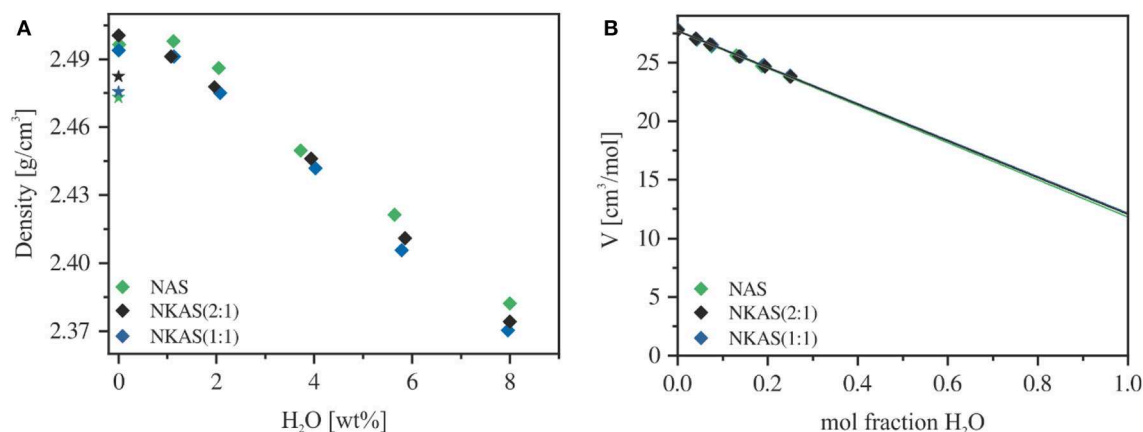 A
Density [g/cm³]
2.49
2.46
2.43
2.40
2.37
NAS
NKAS(2:1)
NKAS(1:1)
0 2 4 6 8
H₂O [wt%]
B
V [cm³/mol]
25
20
15
10
5
0
NAS
NKAS(2:1)
NKAS(1:1)
0.0 0.2 0.4 0.6 0.8 1.0
mol fraction H₂O